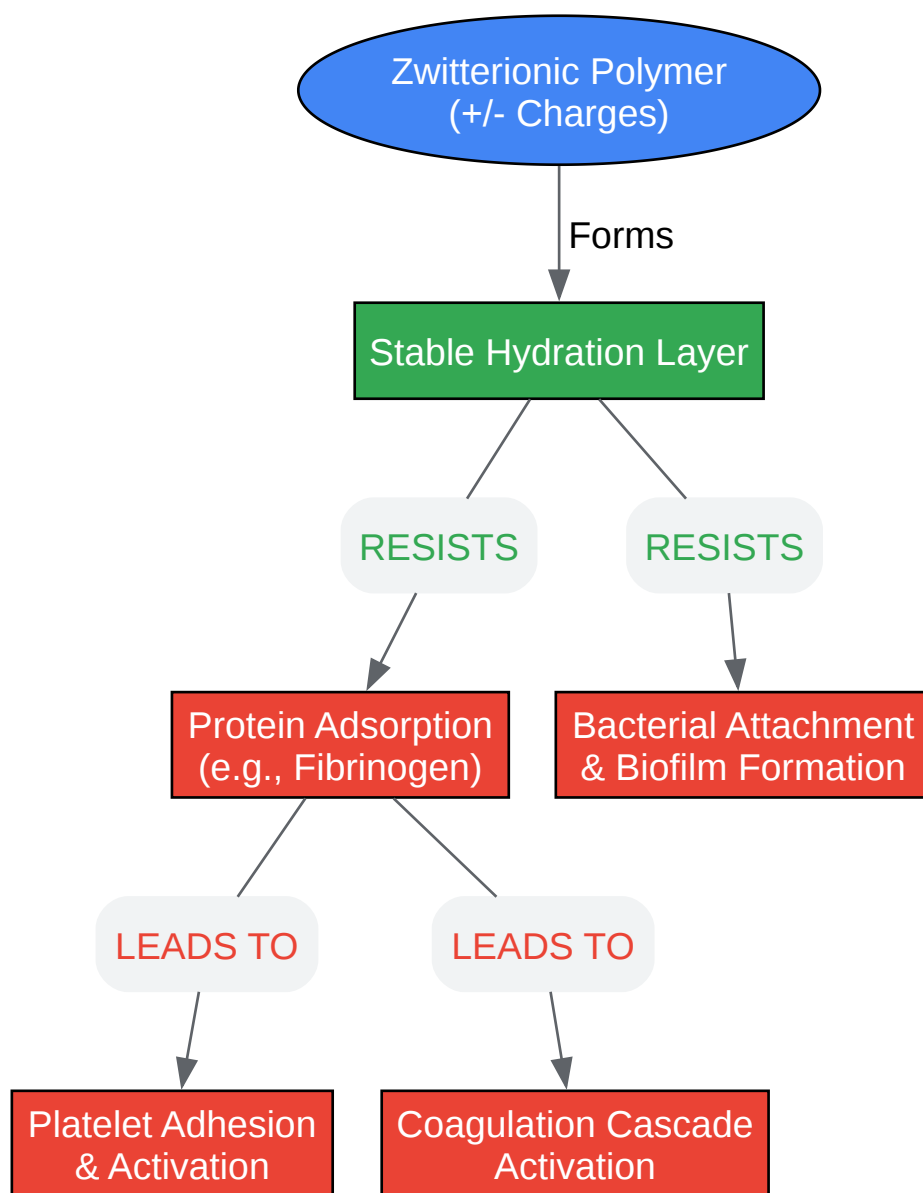 Zwitterionic Polymer
(+/- Charges)
Forms
Stable Hydration Layer
RESISTS
RESISTS
Protein Adsorption
(e.g., Fibrinogen)
Bacterial Attachment
& Biofilm Formation
LEADS TO
LEADS TO
Platelet Adhesion
& Activation
Coagulation Cascade
Activation